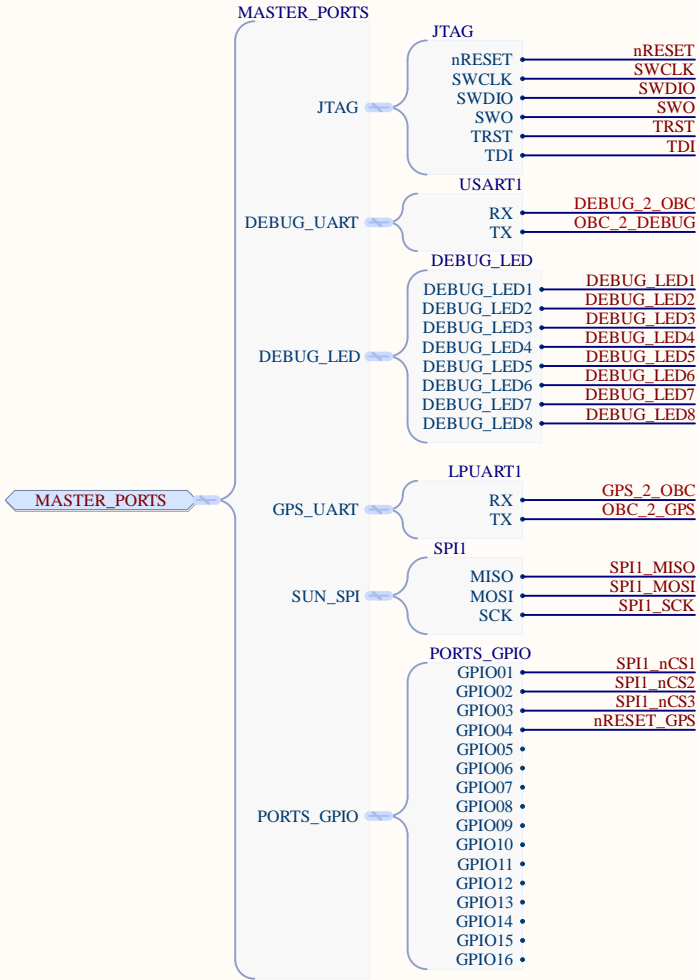 MASTER_PORTS
JTAG
nRESET nRESET
SWCLK SWCLK
SWDIO SWDIO
JTAG
SWO SWO
TRST TRST
TDI TDI
USART1
RX DEBUG_2_OBC
DEBUG_UART
TX OBC_2_DEBUG
DEBUG_LED
DEBUG_LED1 DEBUG_LED1
DEBUG_LED2 DEBUG_LED2
DEBUG_LED3 DEBUG_LED3
DEBUG_LED4 DEBUG_LED4
DEBUG_LED
DEBUG_LED5 DEBUG_LED5
DEBUG_LED6 DEBUG_LED6
DEBUG_LED7 DEBUG_LED7
DEBUG_LED8 DEBUG_LED8
LPUART1
MASTER_PORTS
RX GPS_2_OBC
GPS_UART
TX OBC_2_GPS
SPI1
MISO SPI1_MISO
SUN_SPI
MOSI SPI1_MOSI
SCK SPI1_SCK
PORTS_GPIO
GPIO01 SPI1_nCS1
GPIO02 SPI1_nCS2
GPIO03 SPI1_nCS3
GPIO04 nRESET_GPS
GPIO05
GPIO06
GPIO07
GPIO08
PORTS_GPIO
GPIO09
GPIO10
GPIO11
GPIO12
GPIO13
GPIO14
GPIO15
GPIO16